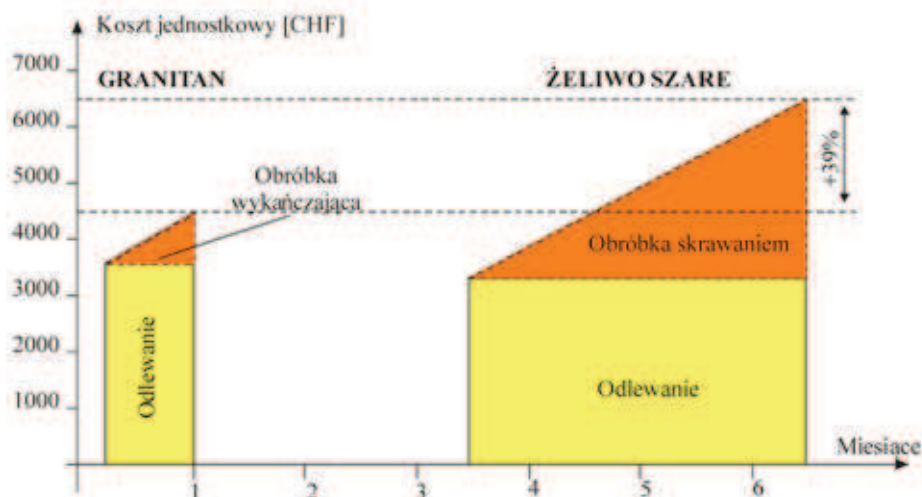 Koszt jednostkowy [CHF]
7000
GRANITAN
ŻELIWO SZARE
6000
+39%
5000
Obróbka
wykańczająca
4000
Obróbka skrawaniem
3000
2000
Odlewanie
Odlewanie
1000
Miesiące
1
2
3
4
5
6